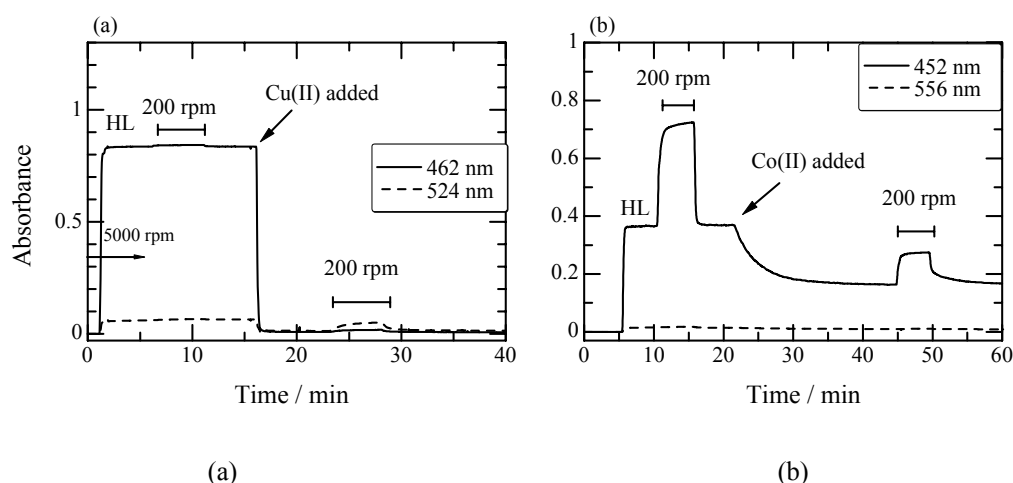 (a)
Absorbance
1
0.5
0
HL
200 rpm
Cu(II) added
462 nm
524 nm
5000 rpm
200 rpm
0 10 20 30 40
Time / min
(b)
1
0.8
0.6
0.4
0.2
0
452 nm
556 nm
200 rpm
Co(II) added
HL
200 rpm
0 10 20 30 40 50 60
Time / min
(a) (b)